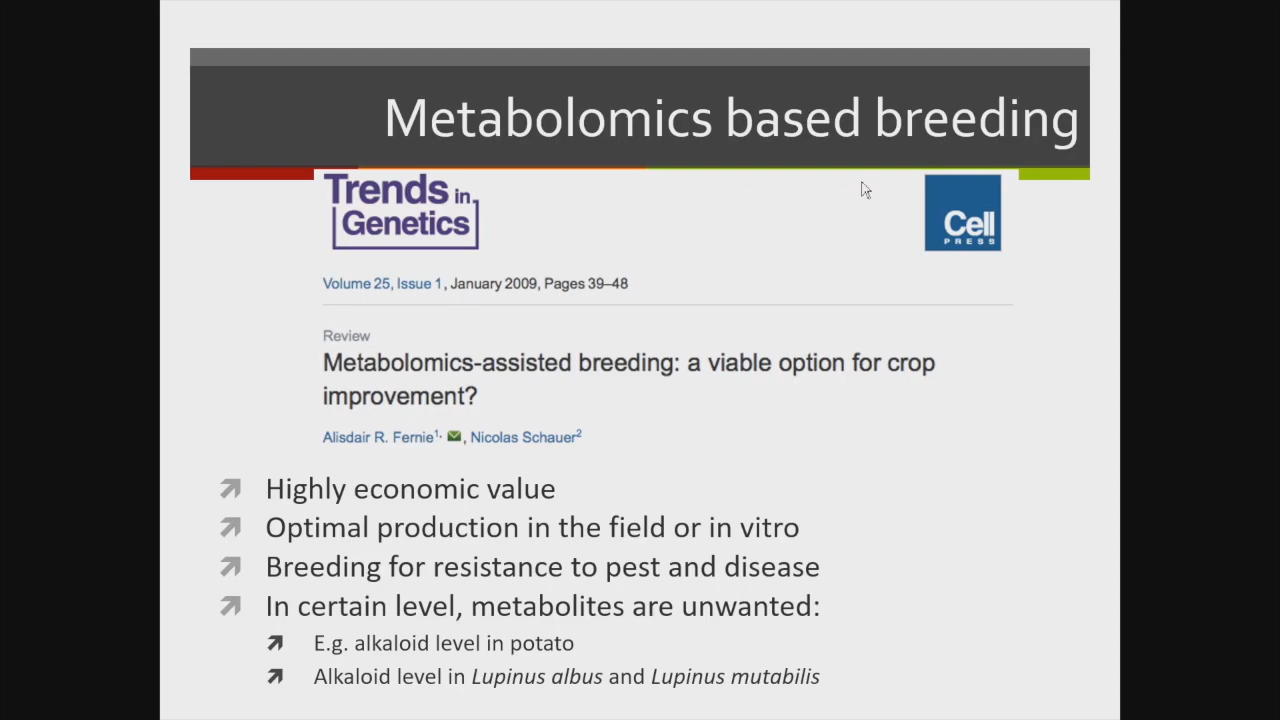 Metabolomics based breeding
Trends in
Genetics
Cell
PRESS
Volume 25, Issue 1, January 2009, Pages 39–48
Review
Metabolomics-assisted breeding: a viable option for crop
improvement?
Alisdair R. Fernie1, , Nicolas Schauer2
Highly economic value
Optimal production in the field or in vitro
Breeding for resistance to pest and disease
In certain level, metabolites are unwanted:
E.g. alkaloid level in potato
Alkaloid level in Lupinus albus and Lupinus mutabilis